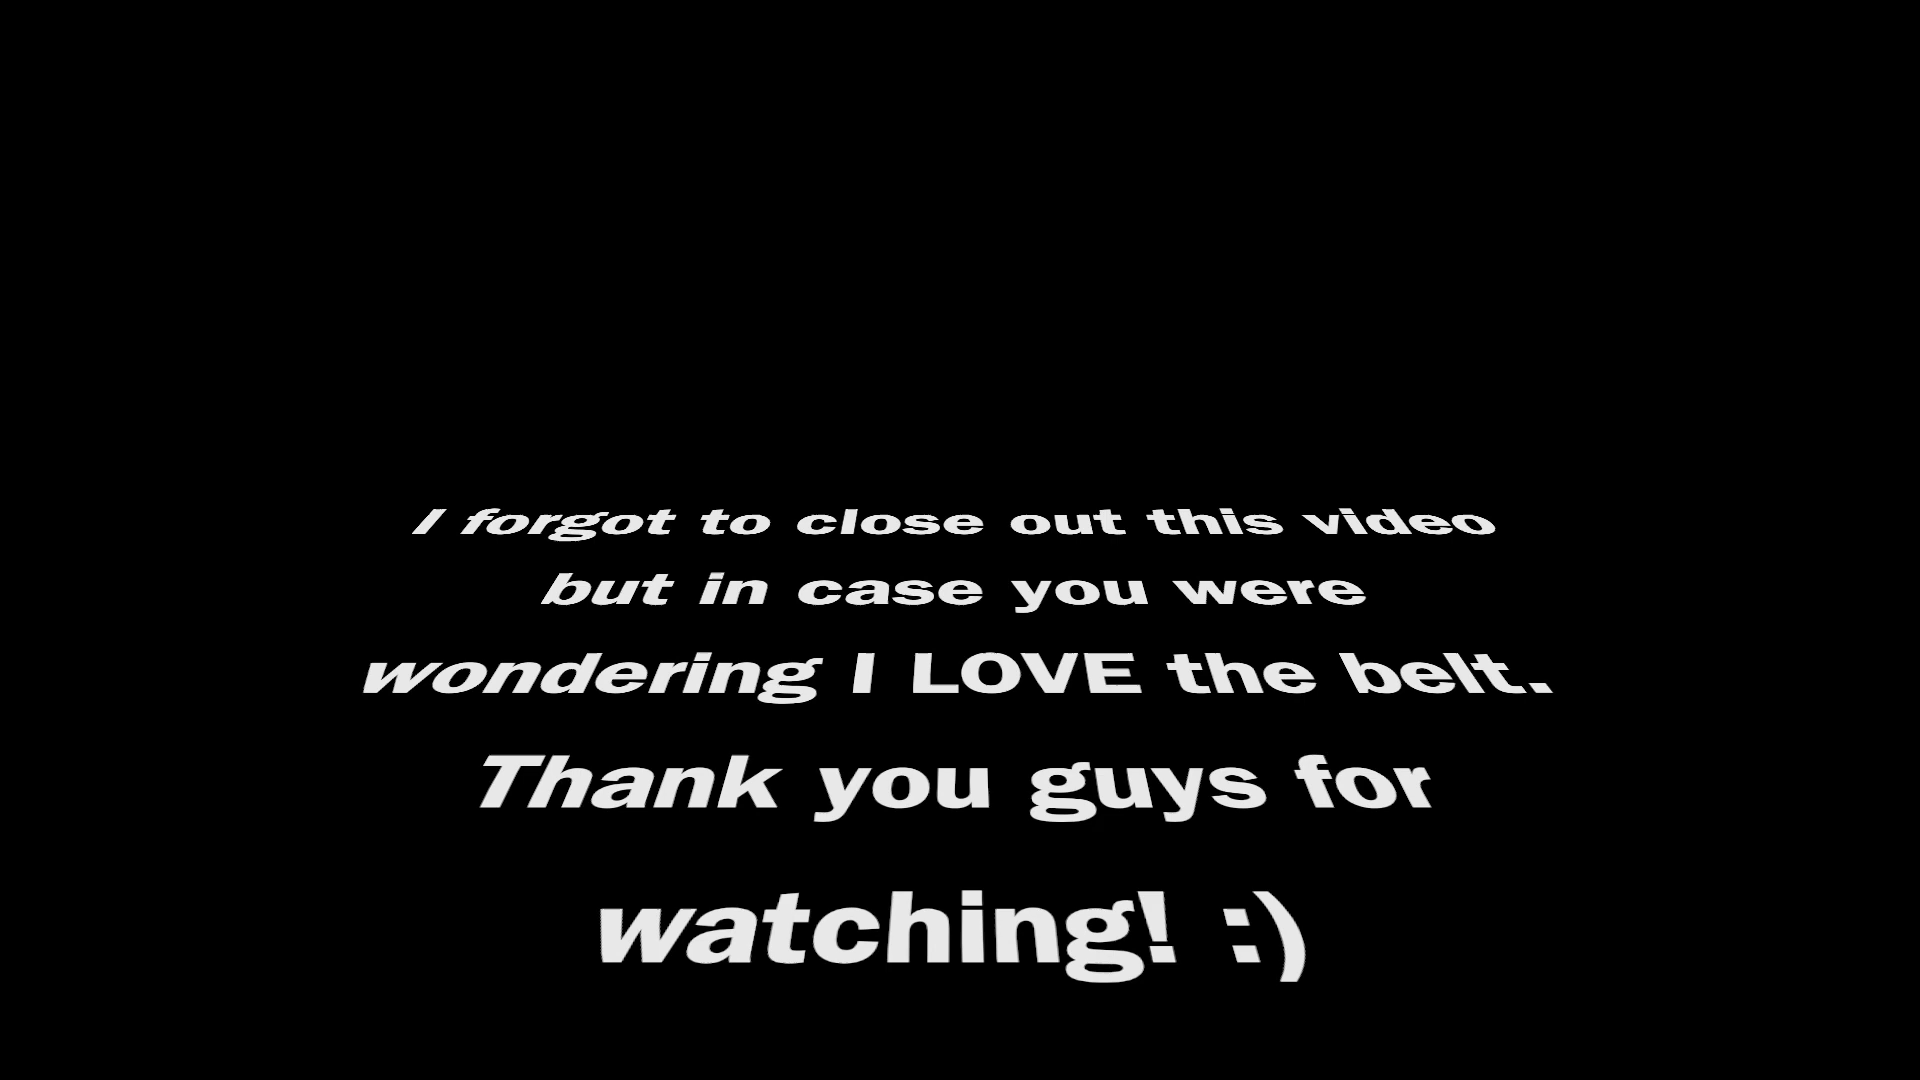 I forgot to close out this video
but in case you were
wondering I LOVE the belt.
Thank you guys for
watching! :)